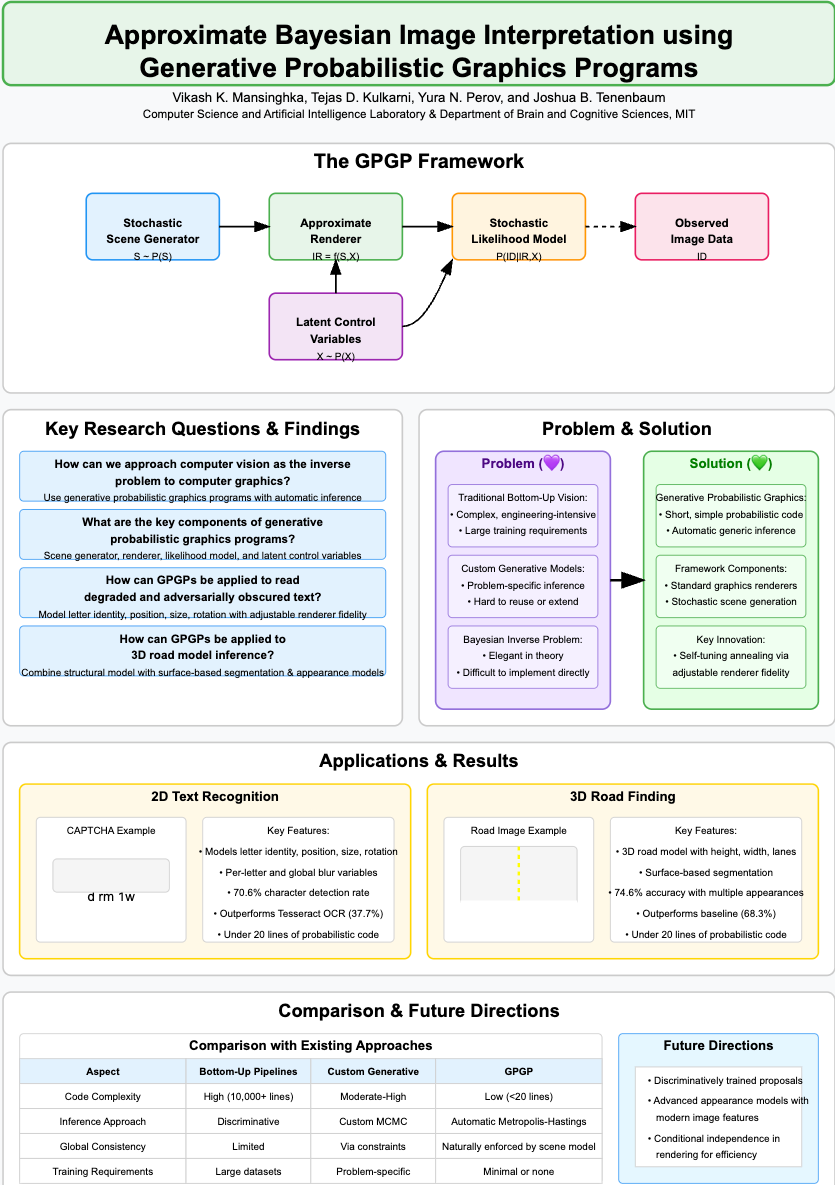 Approximate Bayesian Image Interpretation using
Generative Probabilistic Graphics Programs
Vikash K. Mansinghka, Tejas D. Kulkarni, Yura N. Perov, and Joshua B. Tenenbaum
Computer Science and Artificial Intelligence Laboratory & Department of Brain and Cognitive Sciences, MIT
The GPGP Framework
Stochastic
Scene Generator
S ~ P(S)
Approximate
Renderer
IR = f(S,X)
Stochastic
Likelihood Model
P(ID|IR,X)
Observed
Image Data
ID
Latent Control
Variables
X ~ P(X)
Key Research Questions & Findings
How can we approach computer vision as the inverse
problem to computer graphics?
Use generative probabilistic graphics programs with automatic inference
What are the key components of generative
probabilistic graphics programs?
Scene generator, renderer, likelihood model, and latent control variables
How can GPGPs be applied to read
degraded and adversarially obscured text?
Model letter identity, position, size, rotation with adjustable renderer fidelity
How can GPGPs be applied to
3D road model inference?
Combine structural model with surface-based segmentation & appearance models
Problem & Solution
Problem (💜)
Traditional Bottom-Up Vision:
• Complex, engineering-intensive
• Large training requirements
Custom Generative Models:
• Problem-specific inference
• Hard to reuse or extend
Bayesian Inverse Problem:
• Elegant in theory
• Difficult to implement directly
Solution (💚)
Generative Probabilistic Graphics:
• Short, simple probabilistic code
• Automatic generic inference
Framework Components:
• Standard graphics renderers
• Stochastic scene generation
Key Innovation:
• Self-tuning annealing via
adjustable renderer fidelity
Applications & Results
2D Text Recognition
CAPTCHA Example
d rm 1w
Key Features:
• Models letter identity, position, size, rotation
• Per-letter and global blur variables
• 70.6% character detection rate
• Outperforms Tesseract OCR (37.7%)
• Under 20 lines of probabilistic code
3D Road Finding
Road Image Example
Key Features:
• 3D road model with height, width, lanes
• Surface-based segmentation
• 74.6% accuracy with multiple appearances
• Outperforms baseline (68.3%)
• Under 20 lines of probabilistic code
Comparison & Future Directions
Comparison with Existing Approaches
Aspect Bottom-Up Pipelines Custom Generative GPGP
Code Complexity High (10,000+ lines) Moderate-High Low (<20 lines)
Inference Approach Discriminative Custom MCMC Automatic Metropolis-Hastings
Global Consistency Limited Via constraints Naturally enforced by scene model
Training Requirements Large datasets Problem-specific Minimal or none
Future Directions
• Discriminatively trained proposals
• Advanced appearance models with
modern image features
• Conditional independence in
rendering for efficiency